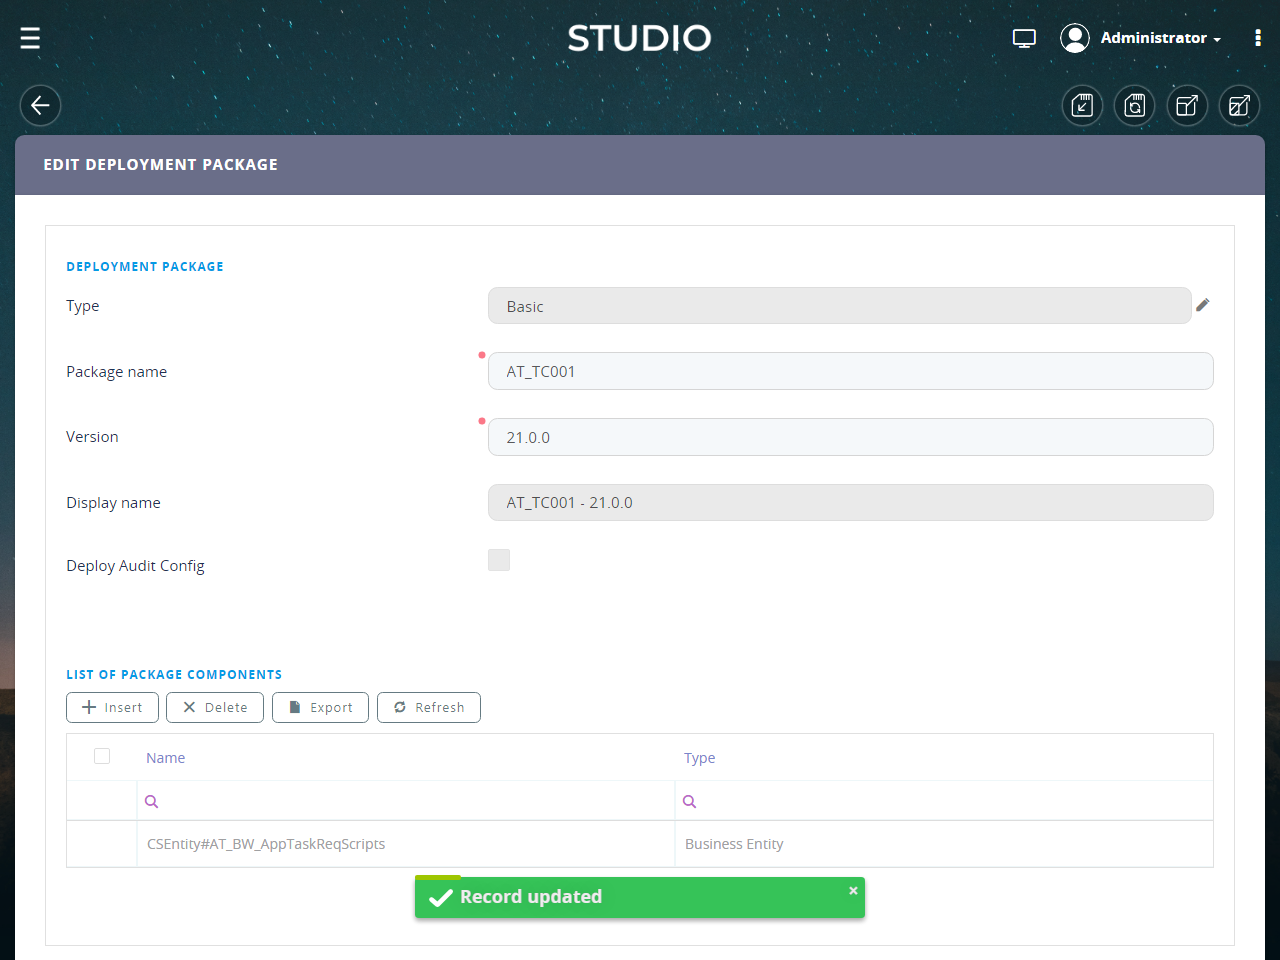 STUDIO
Administrator
EDIT DEPLOYMENT PACKAGE
DEPLOYMENT PACKAGE
Type
Basic
Package name
AT_TC001
Version
21.0.0
Display name
AT_TC001 - 21.0.0
Deploy Audit Config
LIST OF PACKAGE COMPONENTS
Insert Delete Export Refresh
Name Type
CSEntity#AT_BW_AppTaskReqScripts Business Entity
Record updated